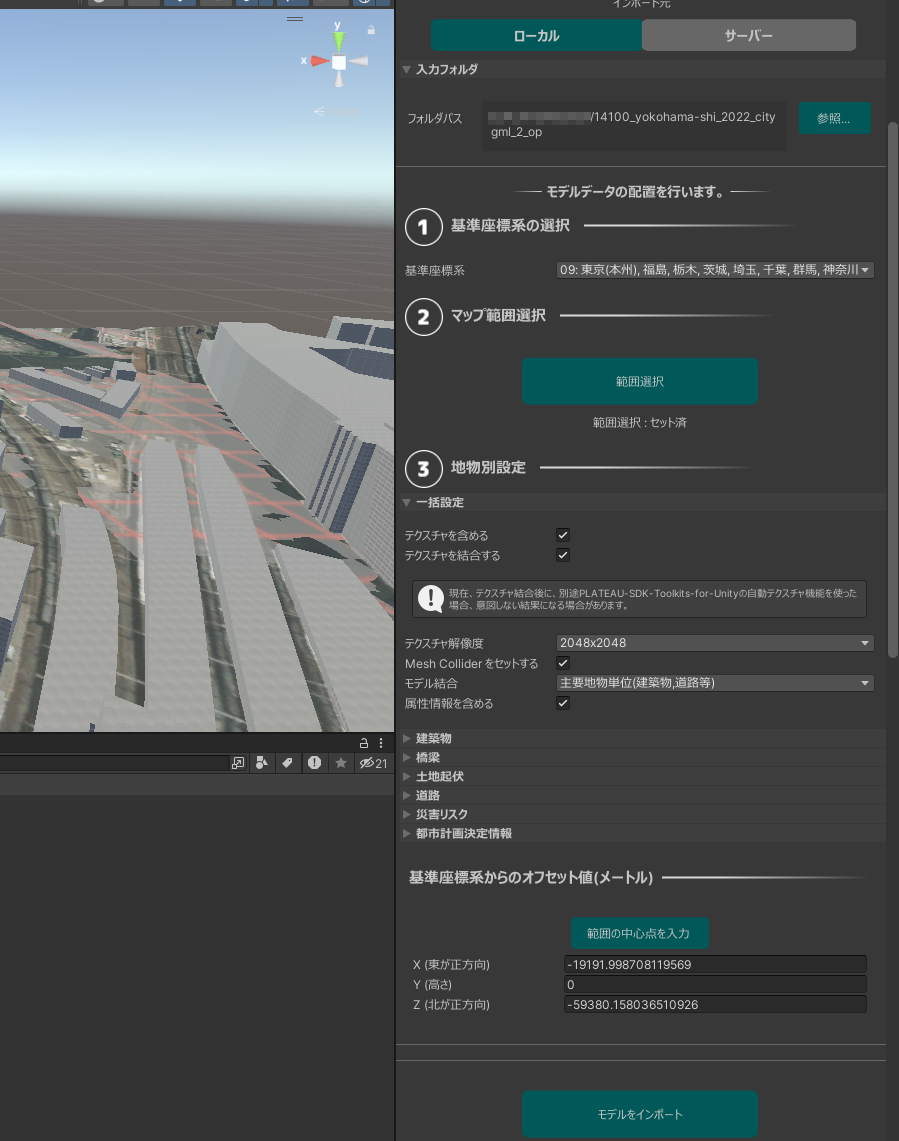 インポート元
ローカル
サーバー
入力フォルダ
フォルダパス
/14100_yokohama-shi_2022_city
gml_2_op
参照...
モデルデータの配置を行います。
1 基準座標系の選択
基準座標系
09: 東京(本州), 福島, 栃木, 茨城, 埼玉, 千葉, 群馬, 神奈川
2 マップ範囲選択
範囲選択
範囲選択 : セット済
3 地物別設定
一括設定
テクスチャを含める
テクスチャを結合する
現在、テクスチャ結合後に、別途PLATEAU-SDK-Toolkits-for-Unityの自動テクスチャ機能を使った
場合、意図しない結果になる場合があります。
テクスチャ解像度
2048x2048
Mesh Colliderをセットする
モデル結合
主要地物単位(建築物,道路等)
属性情報を含める
建築物
橋梁
土地起伏
道路
災害リスク
都市計画決定情報
基準座標系からのオフセット値(メートル)
範囲の中心点を入力
X (東が正方向)
-19191.998708119569
Y (高さ)
0
Z (北が正方向)
-59380.158036510926
モデルをインポート
y
x
21